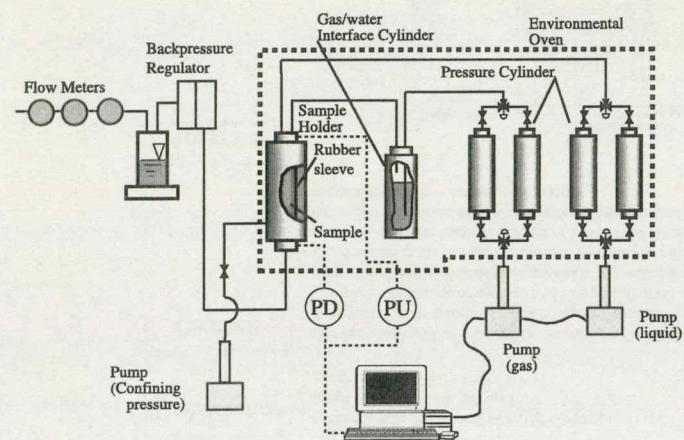 Gas/water
Interface Cylinder
Environmental
Oven
Backpressure
Regulator
Pressure Cylinder
Flow Meters
Sample
Holder
Rubber
sleeve
Sample
PD
PU
Pump
(Confining
pressure)
Pump
(gas)
Pump
(liquid)